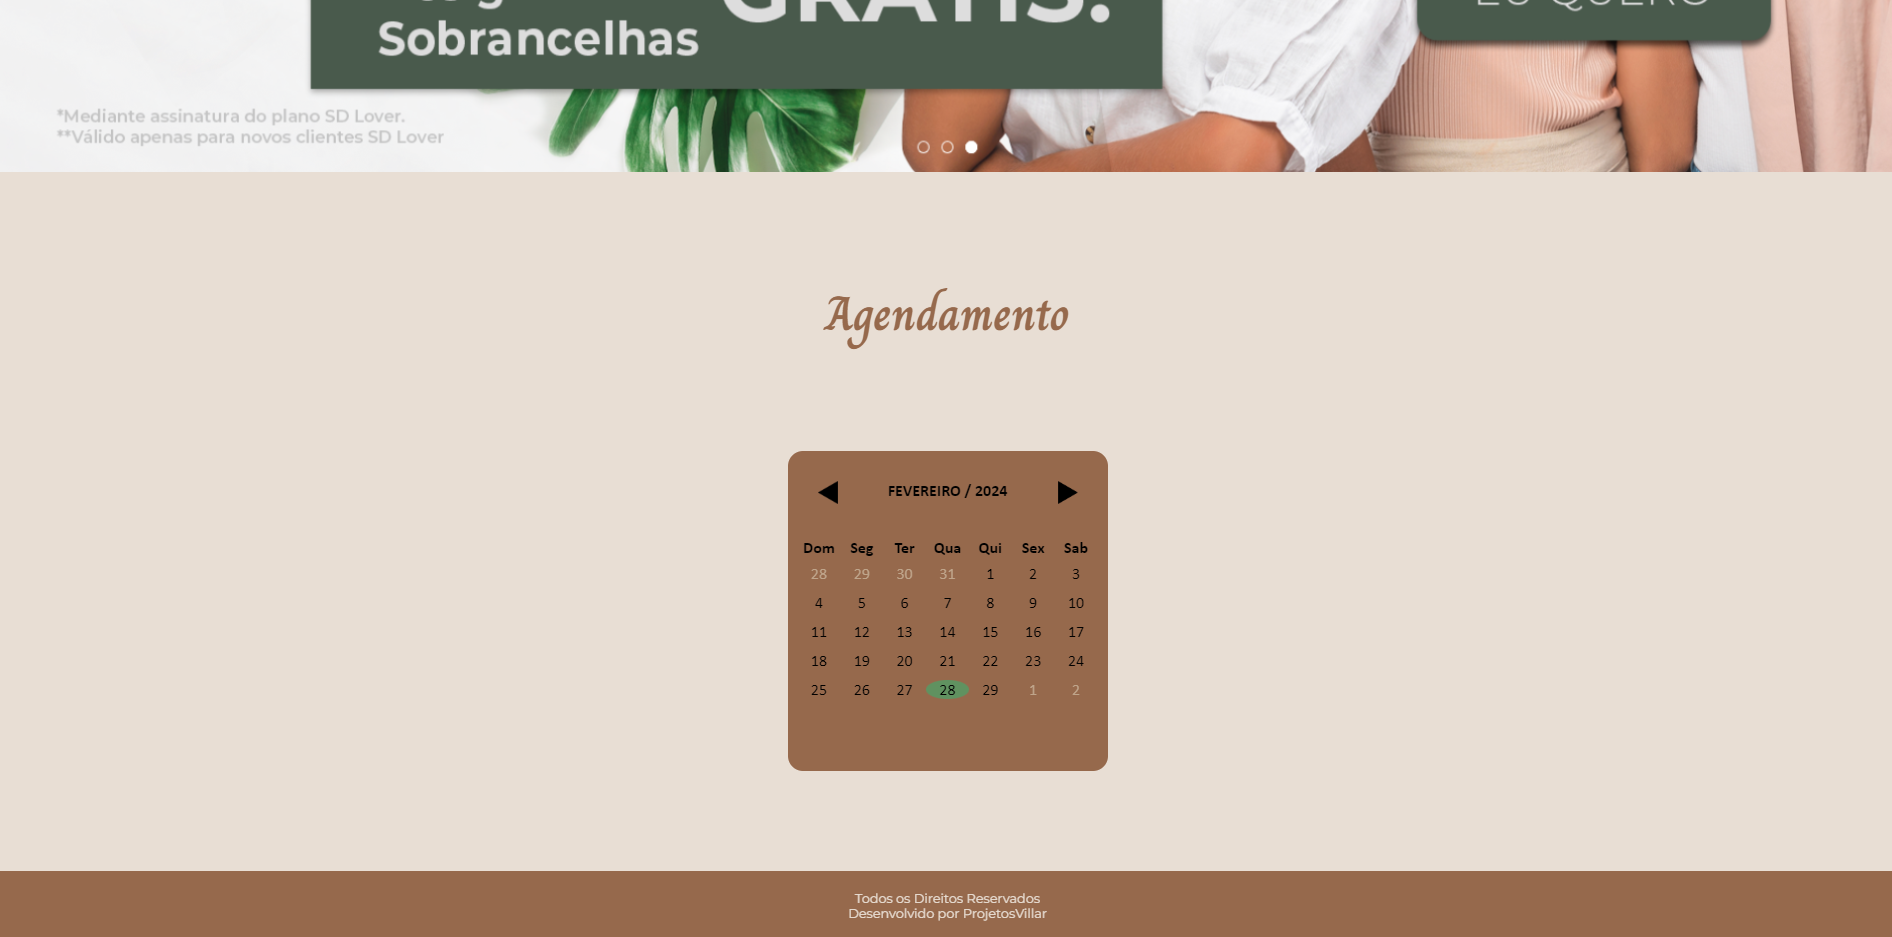 Sobrancelhas
GRÁTIS.
EU QUERO
*Mediante assinatura do plano SD Lover.
**Válido apenas para novos clientes SD Lover
Agendamento
FEVEREIRO / 2024
Dom Seg Ter Qua Qui Sex Sab
28 29 30 31 1 2 3
4 5 6 7 8 9 10
11 12 13 14 15 16 17
18 19 20 21 22 23 24
25 26 27 28 29 1 2
Todos os Direitos Reservados
Desenvolvido por ProjetosVillar